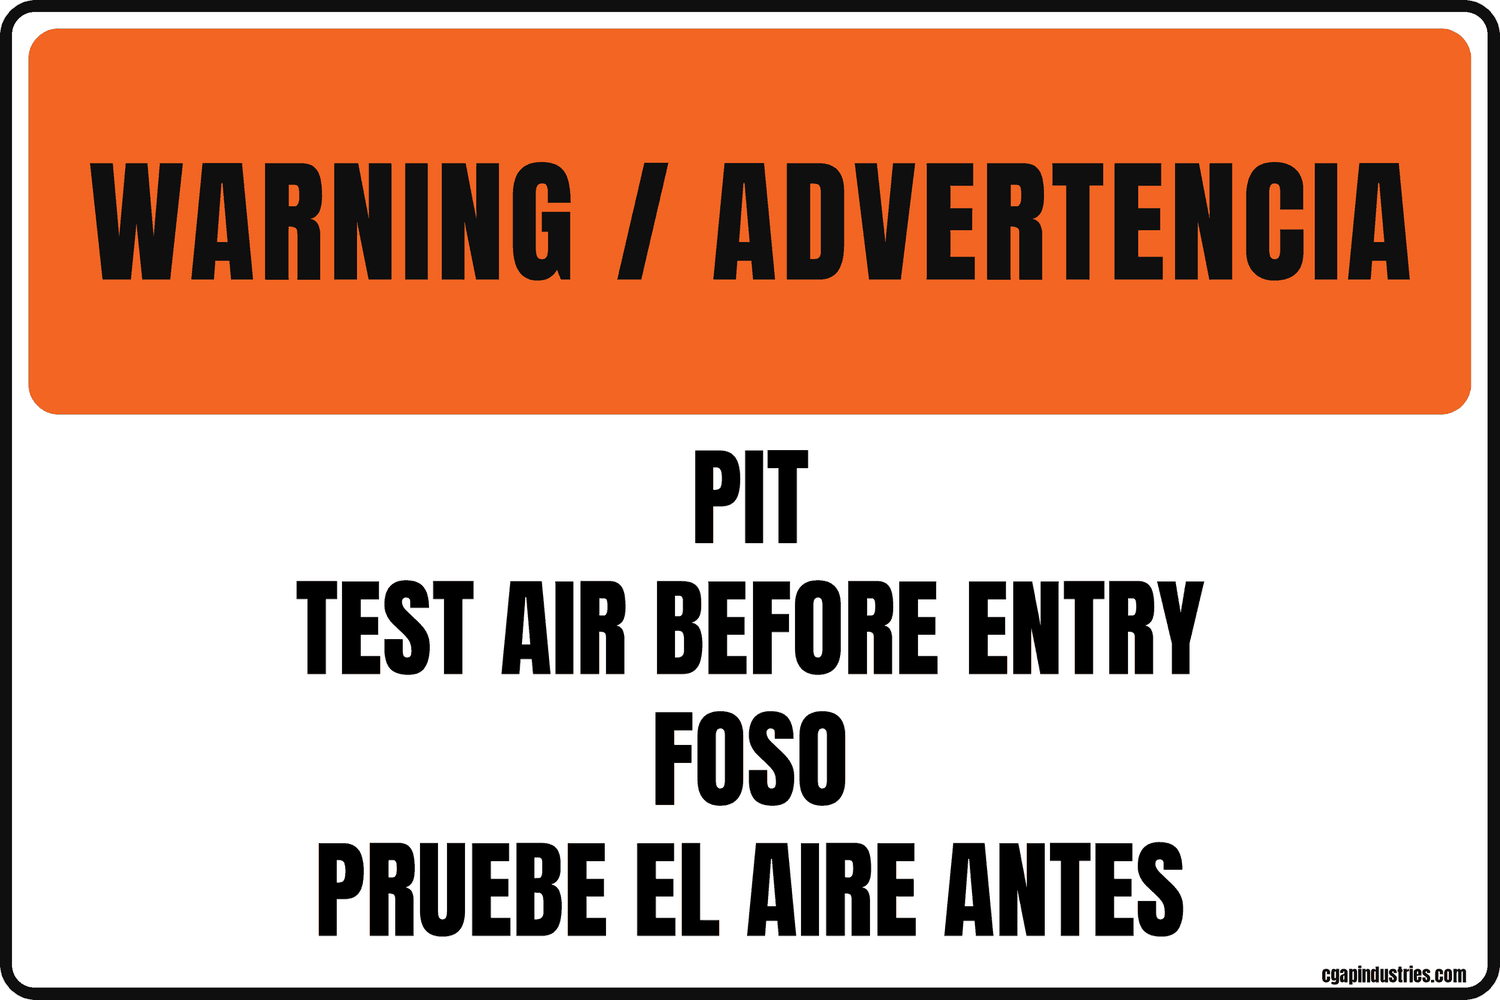 WARNING / ADVERTENCIA
PIT
TEST AIR BEFORE ENTRY
FOSO
PRUEBE EL AIRE ANTES
cgapindustries.com